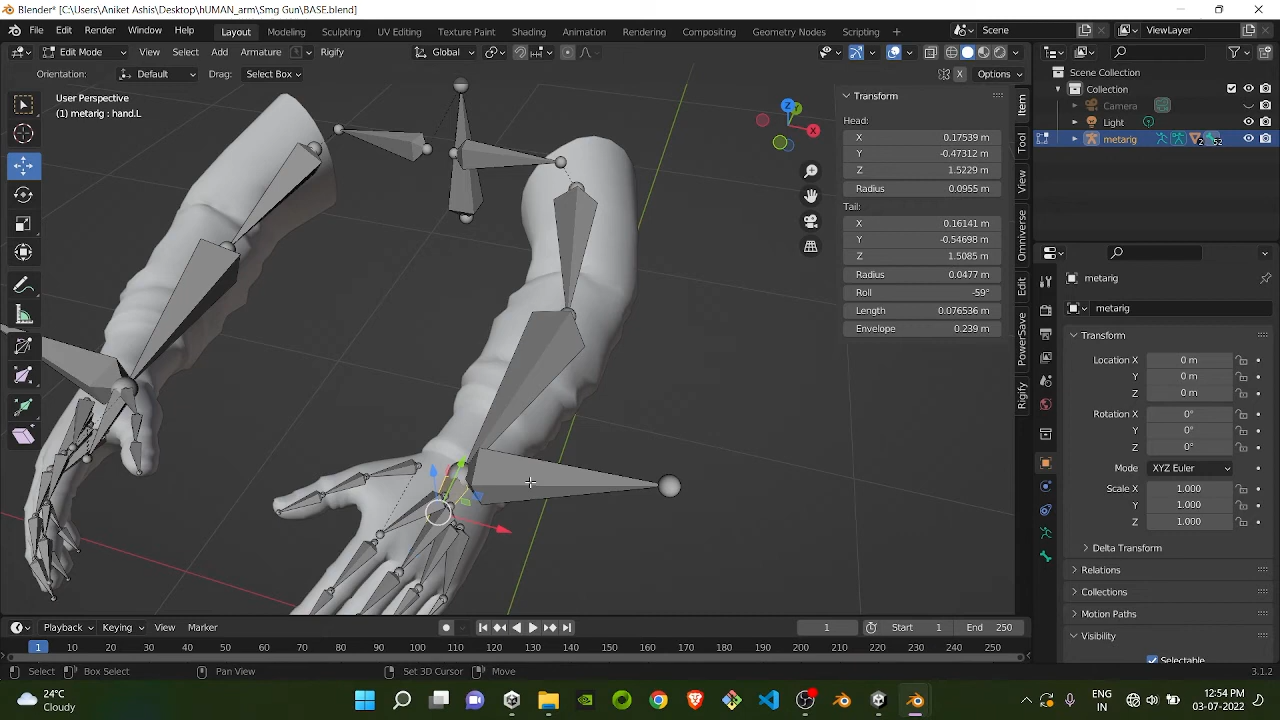 Blender* [C:\Users\Aniket Ashis\Desktop\hUMAN_arm\Smg Gun\BASE.blend]
File Edit Render Window Help Layout Modeling Sculpting UV Editing Texture Paint Shading Animation Rendering Compositing Geometry Nodes Scripting + Scene ViewLayer
Edit Mode View Select Add Armature Rigify Global
Orientation: Default Drag: Select Box X Options
User Perspective
(1) metarig : hand.L
Z
Y
X
Transform
Head:
X 0.17539 m
Y -0.47312 m
Z 1.5229 m
Radius 0.0955 m
Tail:
X 0.16141 m
Y -0.54698 m
Z 1.5085 m
Radius 0.0477 m
Roll -59°
Length 0.076536 m
Envelope 0.239 m
Item
Tool
View
Omniverse
Edit
PowerSave
Rigify
Scene Collection
Collection
Camera
Light
metarig 2 52
metarig
metarig
Transform
Location X 0 m
Y 0 m
Z 0 m
Rotation X 0°
Y 0°
Z 0°
Mode XYZ Euler
Scale X 1.000
Y 1.000
Z 1.000
Delta Transform
Relations
Collections
Motion Paths
Visibility
Selectable
Playback Keying View Marker 1 Start 1 End 250
1 10 20 30 40 50 60 70 80 90 100 110 120 130 140 150 160 170 180 190 200 210 220 230 240 250
Select Box Select Pan View Set 3D Cursor Move 3.1.2
24°C
Cloudy
ENG
IN
12:54 PM
03-07-2022